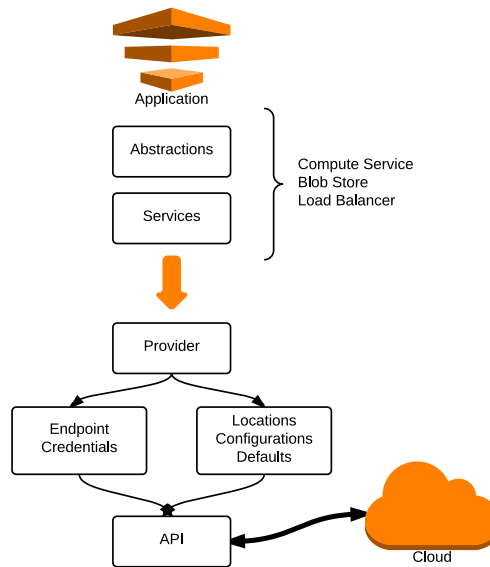 Application
Abstractions
Services
Compute Service
Blob Store
Load Balancer
Provider
Endpoint
Credentials
Locations
Configurations
Defaults
API
Cloud